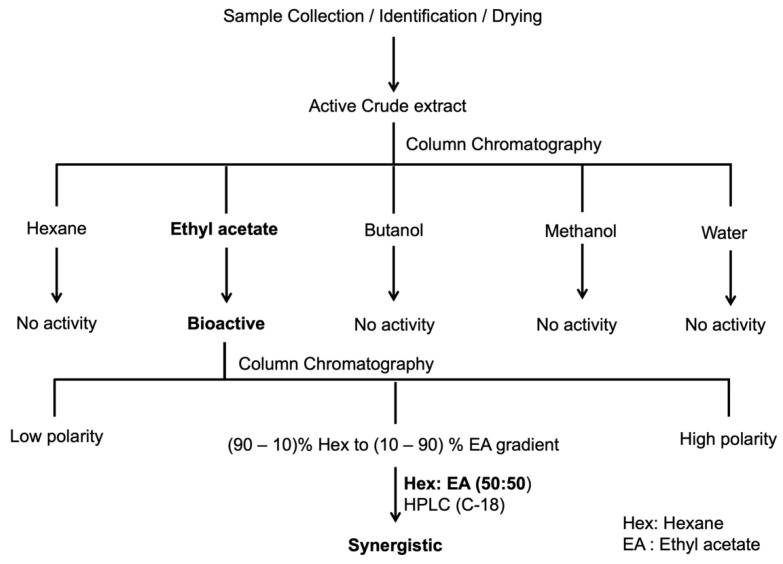 Sample Collection / Identification / Drying
Active Crude extract
Column Chromatography
Hexane
Ethyl acetate
Butanol
Methanol
Water
No activity
Bioactive
No activity
No activity
No activity
Column Chromatography
Low polarity
(90 – 10)% Hex to (10 – 90) % EA gradient
High polarity
Hex: EA (50:50)
HPLC (C-18)
Synergistic
Hex: Hexane
EA : Ethyl acetate